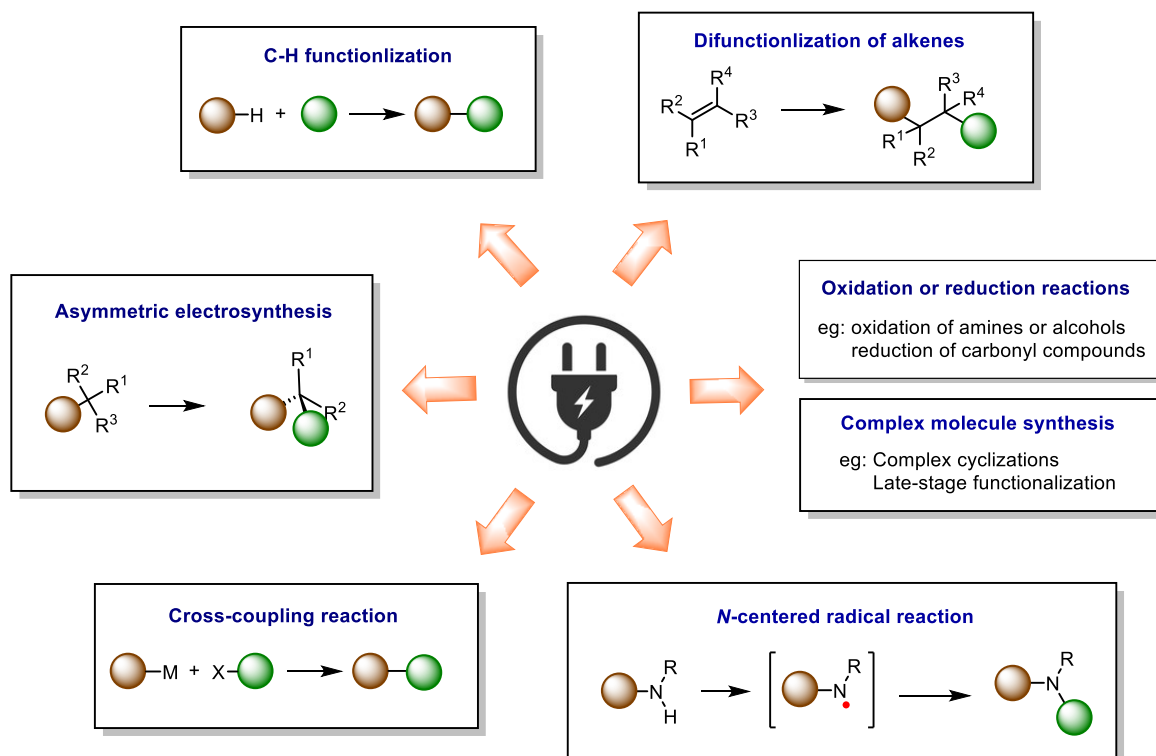 C-H functionlization
H + 
Difunctionlization of alkenes
R4
R2
R3
R1
R3
R4
R1
R2
Asymmetric electrosynthesis
R2
R1
R3
R1
R2
Oxidation or reduction reactions
eg: oxidation of amines or alcohols
reduction of carbonyl compounds
Complex molecule synthesis
eg: Complex cyclizations
Late-stage functionalization
Cross-coupling reaction
M + X
N-centered radical reaction
R
N
H
R
N
R
N